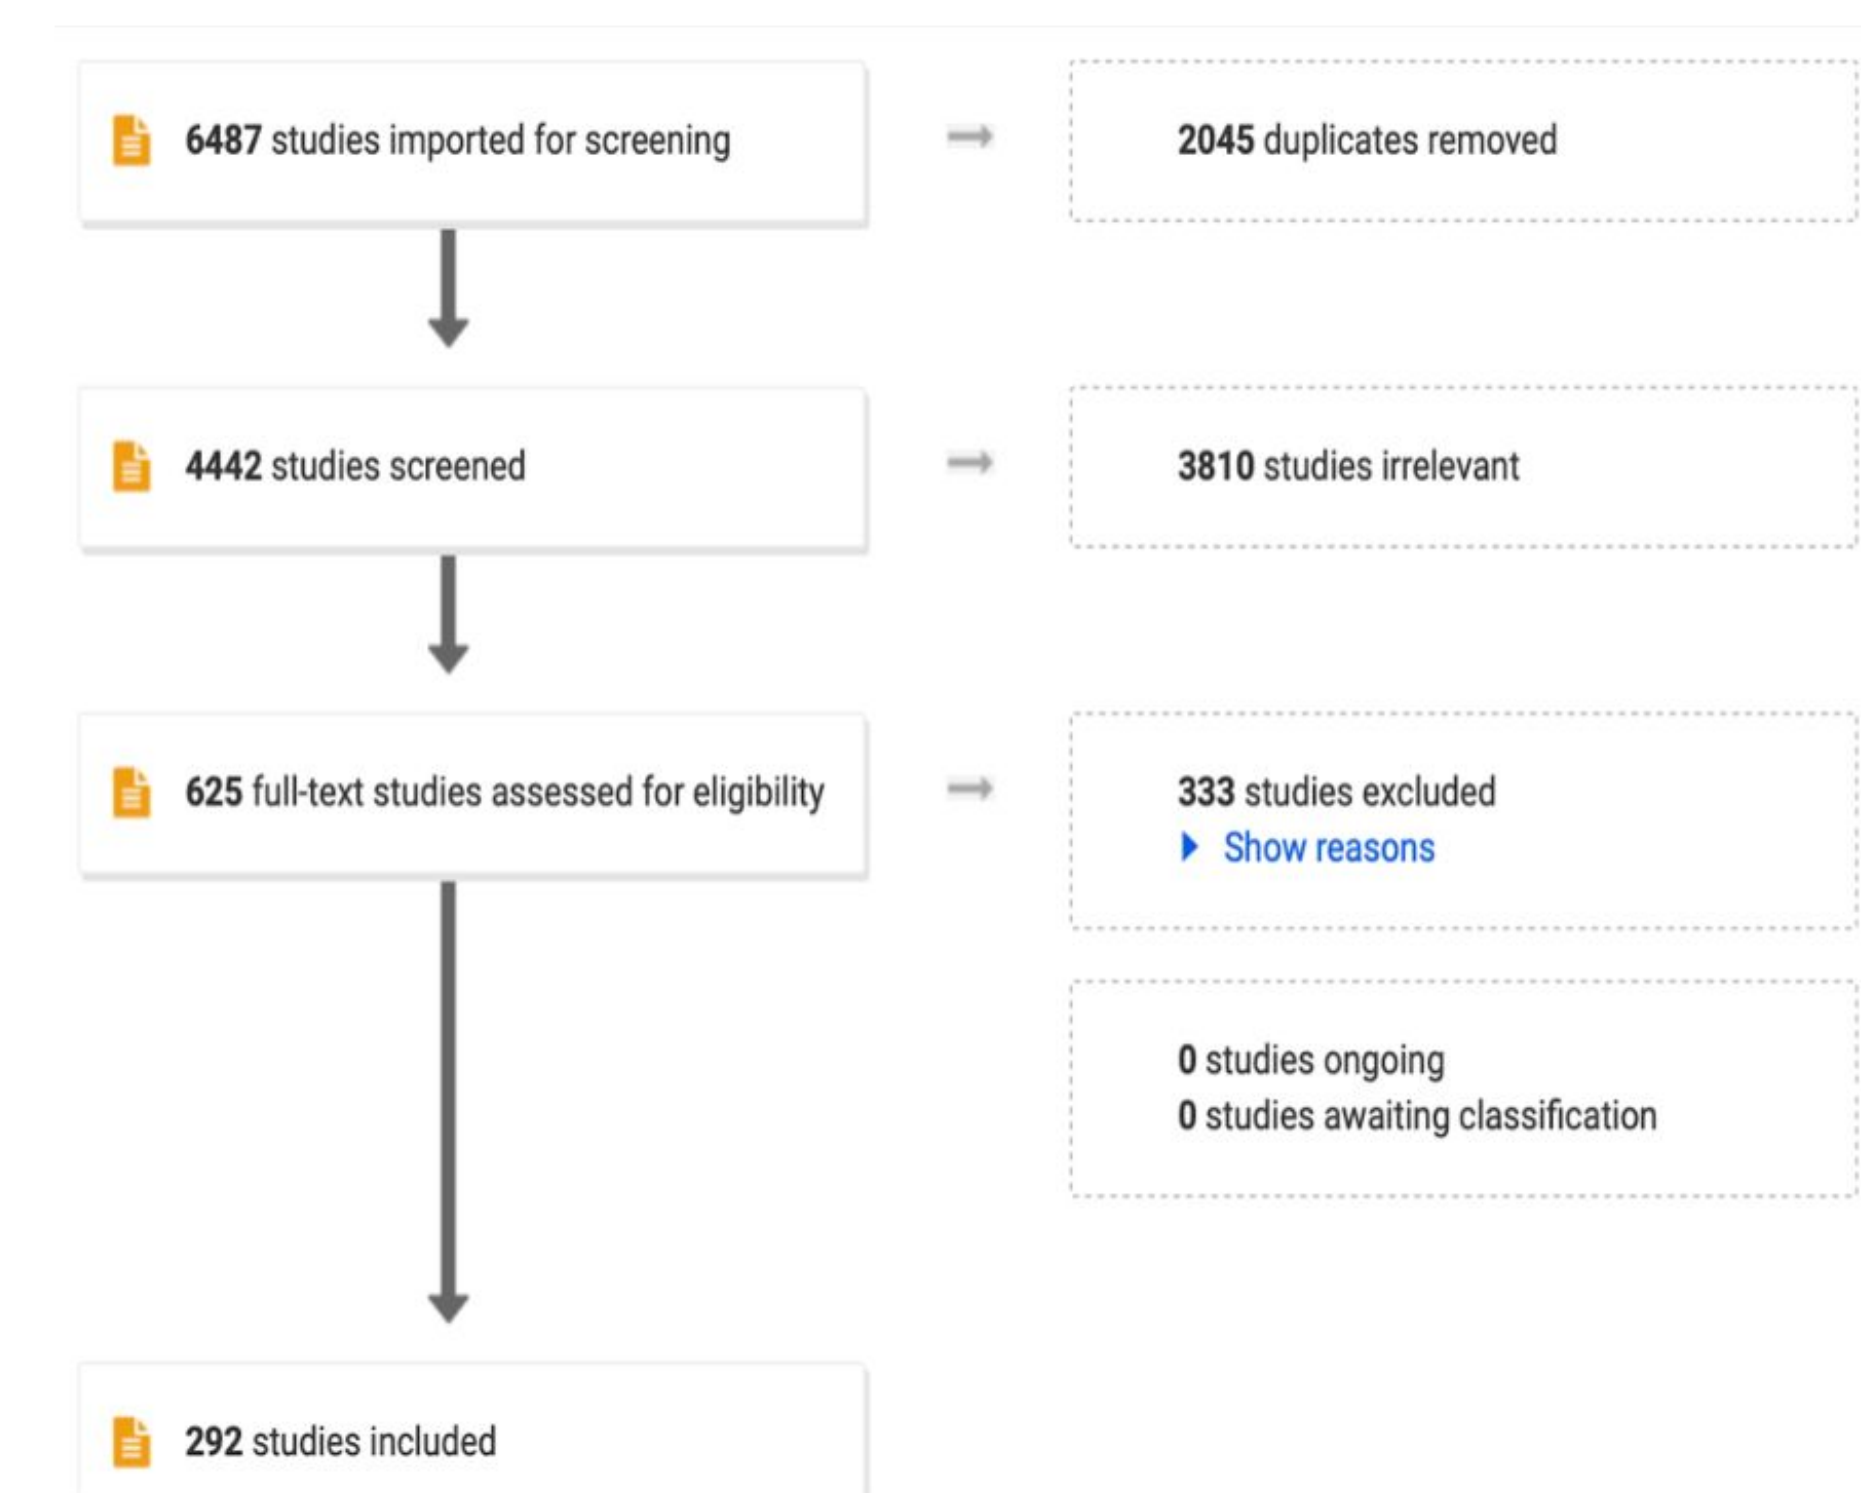 6487 studies imported for screening
2045 duplicates removed
4442 studies screened
3810 studies irrelevant
625 full-text studies assessed for eligibility
333 studies excluded
Show reasons
0 studies ongoing
0 studies awaiting classification
292 studies included